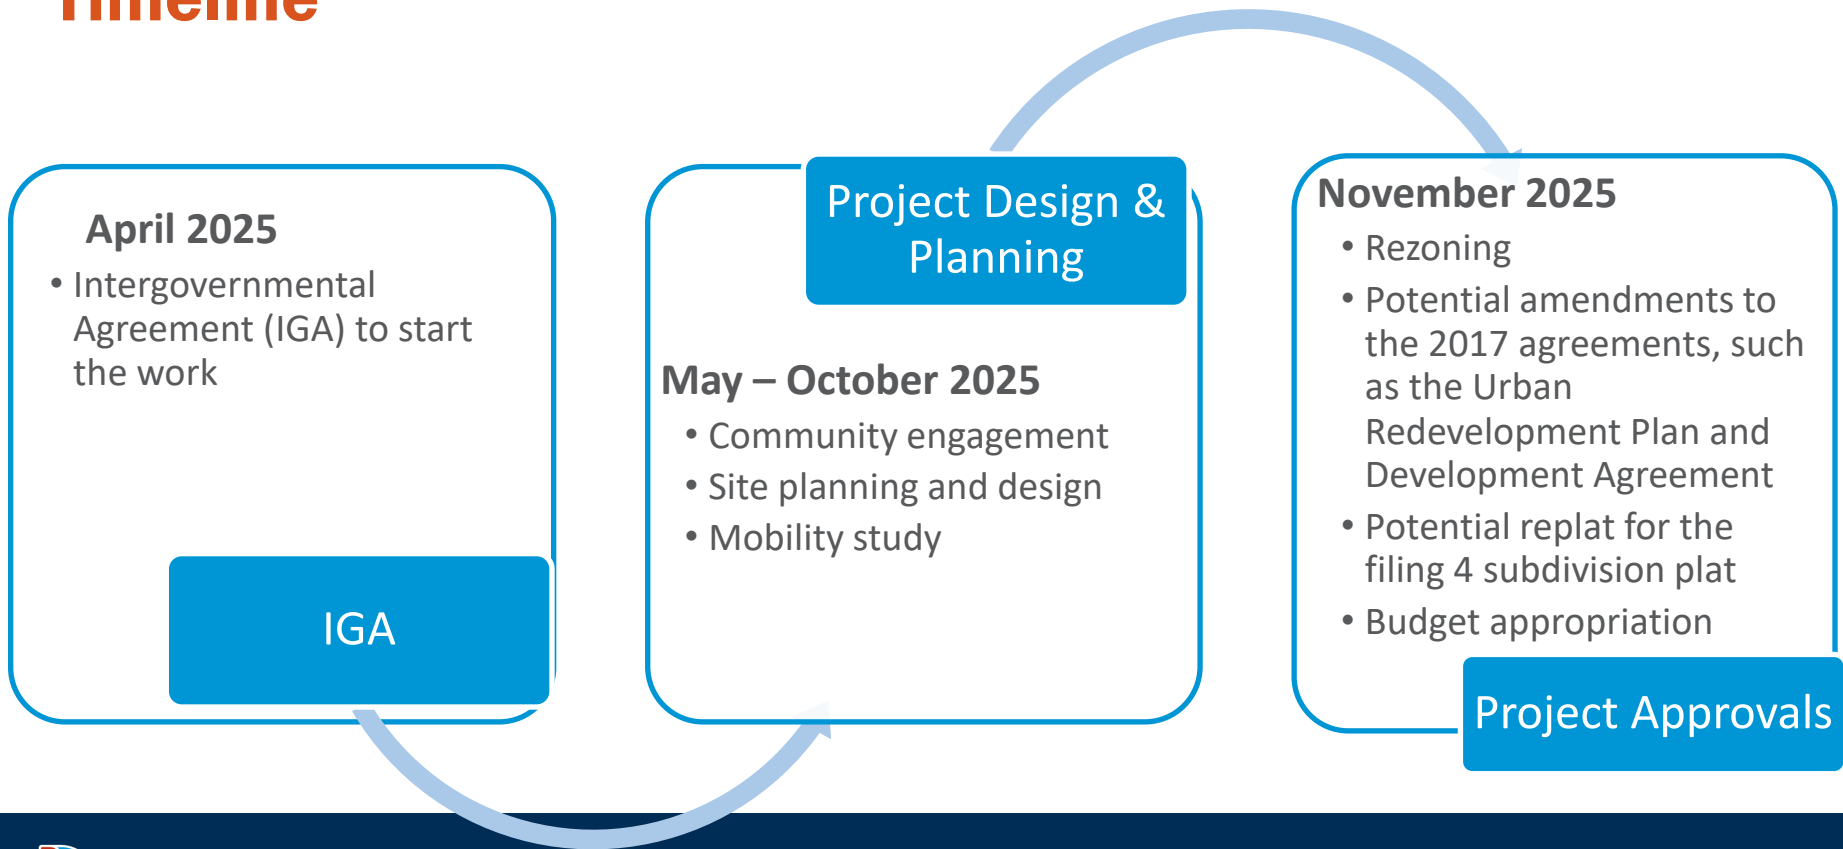 Timeline
April 2025
• Intergovernmental
Agreement (IGA) to start
the work
IGA
Project Design &
Planning
May – October 2025
• Community engagement
• Site planning and design
• Mobility study
November 2025
• Rezoning
• Potential amendments to
the 2017 agreements, such
as the Urban
Redevelopment Plan and
Development Agreement
• Potential replat for the
filing 4 subdivision plat
• Budget appropriation
Project Approvals